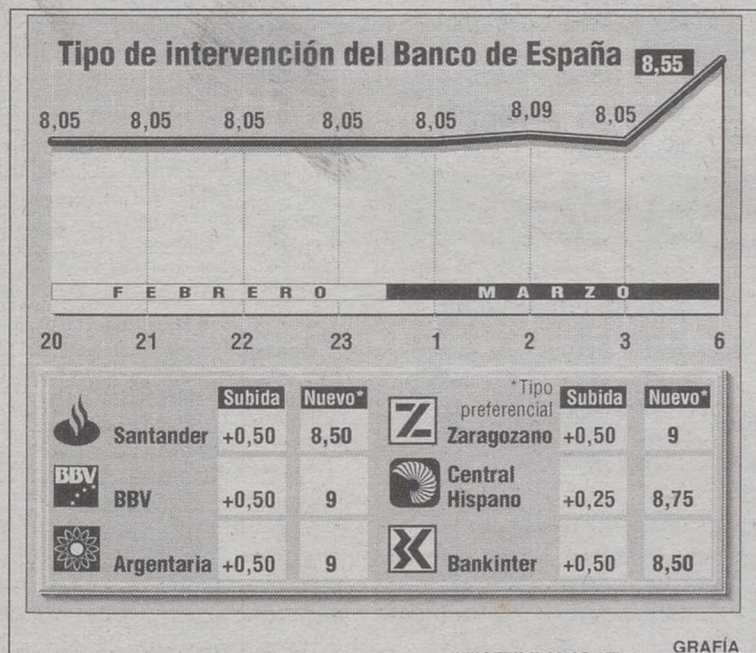 Tipo de intervención del Banco de España 8,55
8,05 8,05 8,05 8,05 8,05 8,09 8,05
FEBRERO MARZO
20 21 22 23 1 2 3 6
Subida Nuevo*
Santander +0,50 8,50
BBV
BBV +0,50 9
Argentaria +0,50 9
*Tipo
preferencial
Subida Nuevo*
Zaragozano +0,50 9
Central
Hispano +0,25 8,75
Bankinter +0,50 8,50
GRAFÍA